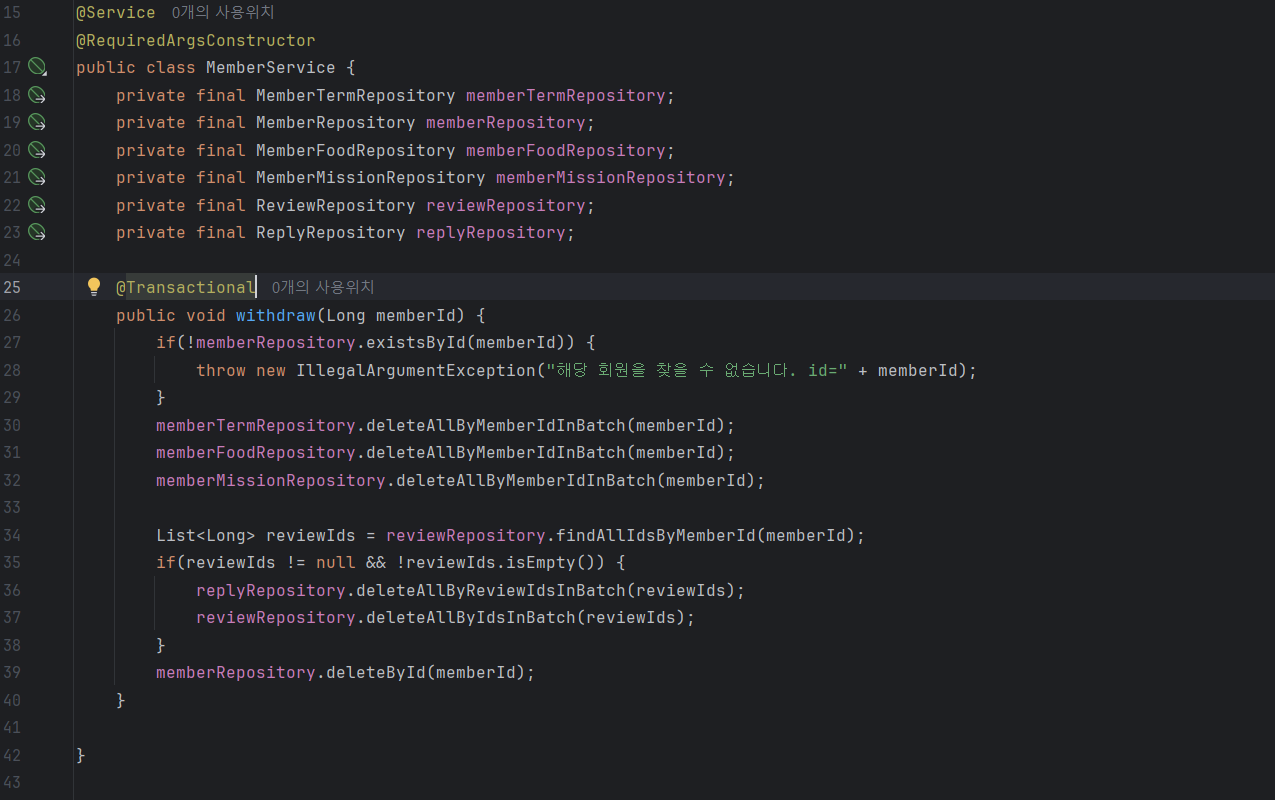 15 @Service 0개의 사용위치
16 @RequiredArgsConstructor
17 public class MemberService {
18 private final MemberTermRepository memberTermRepository;
19 private final MemberRepository memberRepository;
20 private final MemberFoodRepository memberFoodRepository;
21 private final MemberMissionRepository memberMissionRepository;
22 private final ReviewRepository reviewRepository;
23 private final ReplyRepository replyRepository;
24
25 @Transactional 0개의 사용위치
26 public void withdraw(Long memberId) {
27 if(!memberRepository.existsById(memberId)) {
28 throw new IllegalArgumentException("해당 회원을 찾을 수 없습니다. id=" + memberId);
29 }
30 memberTermRepository.deleteAllByMemberIdInBatch(memberId);
31 memberFoodRepository.deleteAllByMemberIdInBatch(memberId);
32 memberMissionRepository.deleteAllByMemberIdInBatch(memberId);
33
34 List<Long> reviewIds = reviewRepository.findAllIdsByMemberId(memberId);
35 if(reviewIds != null && !reviewIds.isEmpty()) {
36 replyRepository.deleteAllByReviewIdsInBatch(reviewIds);
37 reviewRepository.deleteAllByIdsInBatch(reviewIds);
38 }
39 memberRepository.deleteById(memberId);
40 }
41
42 }
43